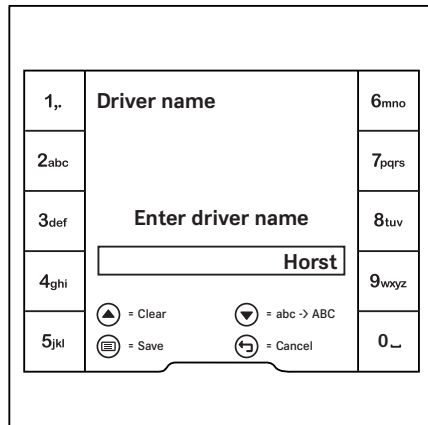 1,.
Driver name
6mno
2abc
7pqrs
3def
Enter driver name
8tuv
Horst
4ghi
9wxyz
= Clear
= abc -> ABC
5jkl
= Save
= Cancel
0⎵